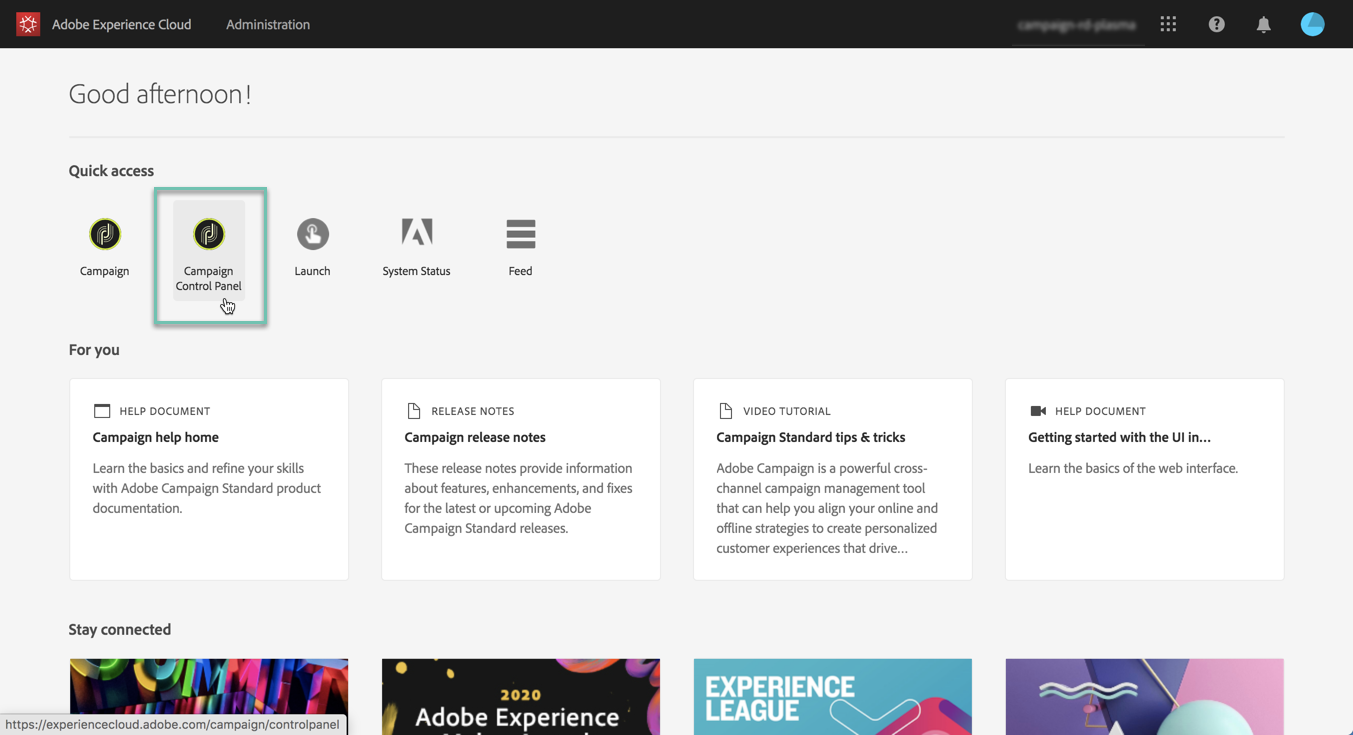 Adobe Experience Cloud
Administration
Good afternoon!
Quick access
Campaign
Campaign
Control Panel
Launch
System Status
Feed
For you
HELP DOCUMENT
Campaign help home
Learn the basics and refine your skills
with Adobe Campaign Standard product
documentation.
RELEASE NOTES
Campaign release notes
These release notes provide information
about features, enhancements, and fixes
for the latest or upcoming Adobe
Campaign Standard releases.
VIDEO TUTORIAL
Campaign Standard tips & tricks
Adobe Campaign is a powerful cross-
channel campaign management tool
that can help you align your online and
offline strategies to create personalized
customer experiences that drive...
HELP DOCUMENT
Getting started with the UI in...
Learn the basics of the web interface.
Stay connected
2020
Adobe Experience
EXPERIENCE
LEAGUE
https://experiencecloud.adobe.com/campaign/controlpanel